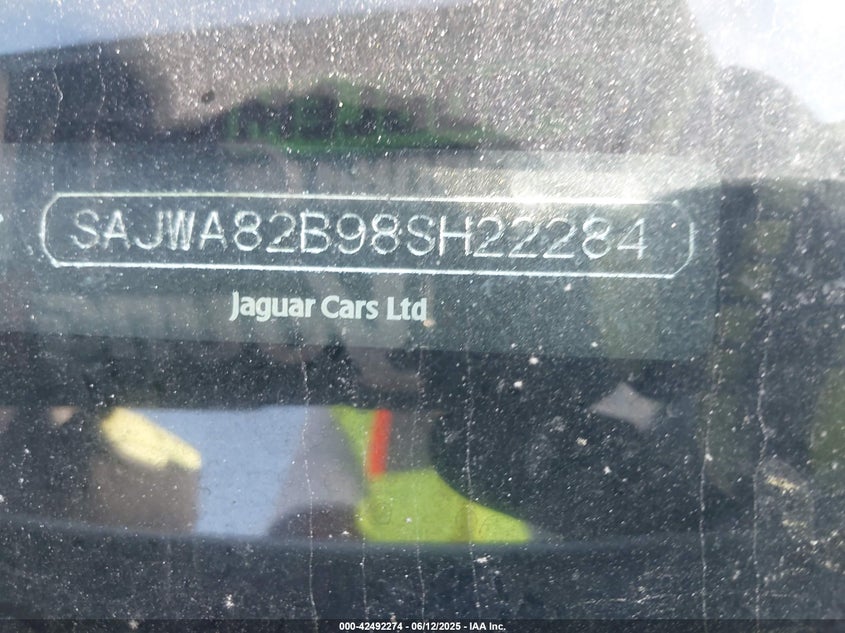 SAJWA82B98SH22284
Jaguar Cars Ltd
000-42492274 - 06/12/2025 - IAA Inc.